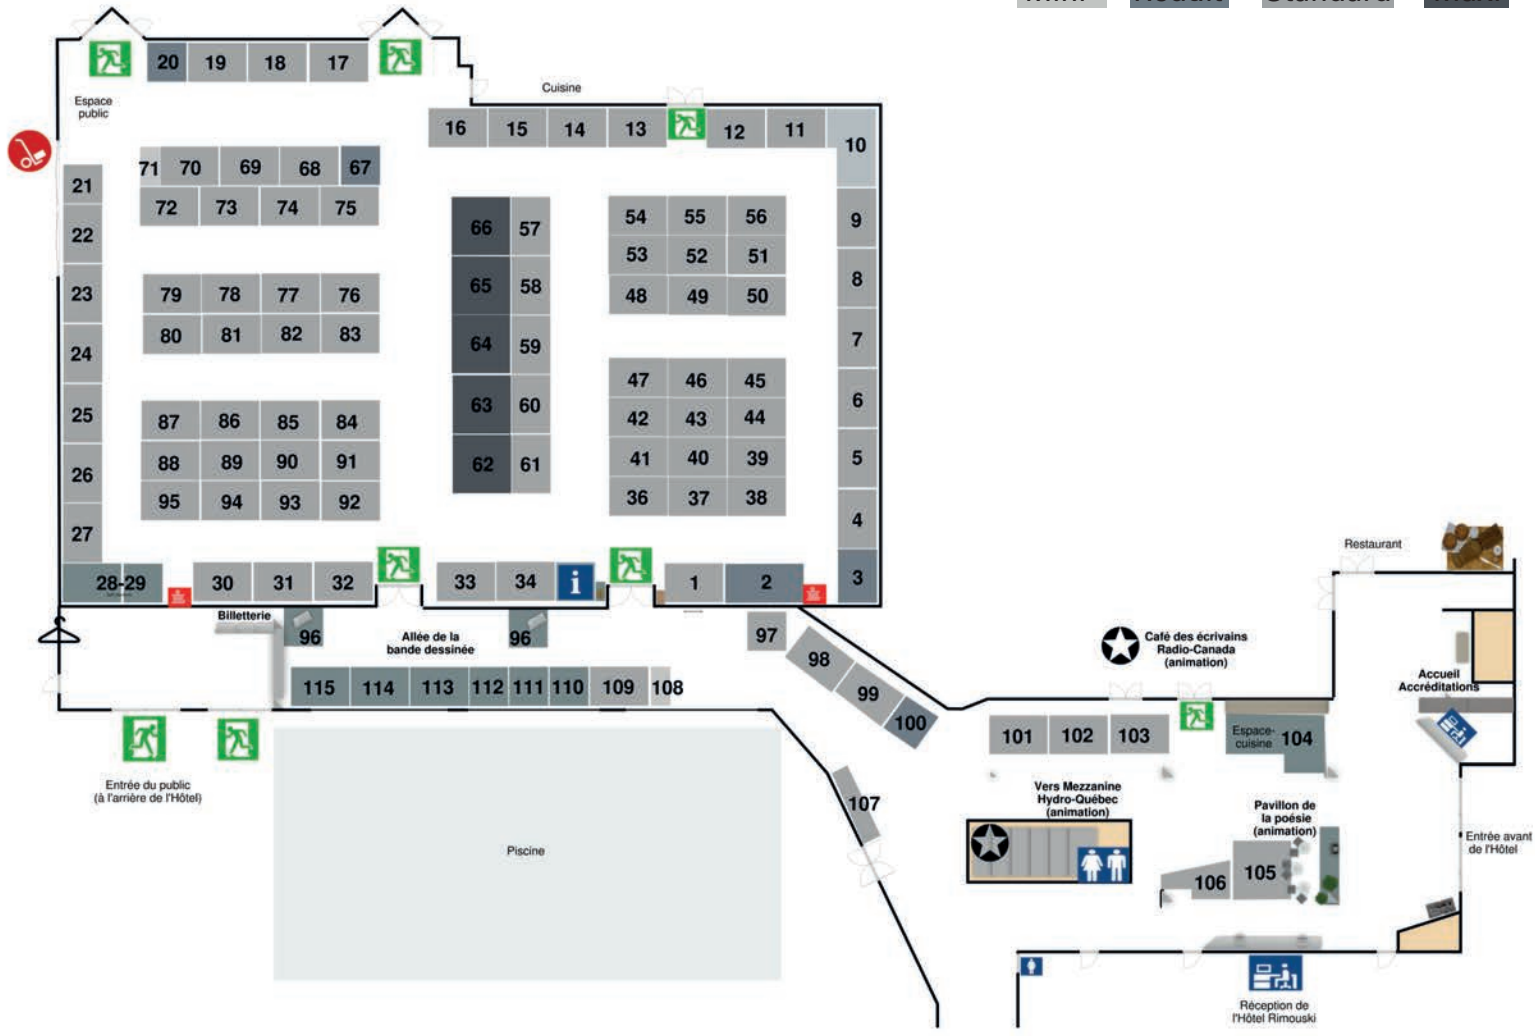 20 19 18 17
Espace
public
Cuisine
16 15 14 13 12 11 10
71 70 69 68 67
72 73 74 75
21
22
23
24
25
26
27
28-29
79 78 77 76
80 81 82 83
87 86 85 84
88 89 90 91
95 94 93 92
66 57
65 58
64 59
63 60
62 61
54 55 56
53 52 51
48 49 50
47 46 45
42 43 44
41 40 39
36 37 38
9
8
7
6
5
4
3
30 31 32 33 34 i 1 2
Billetterie
96
Allée de la
bande dessinée
96
97
98
99
100
115 114 113 112 111 110 109 108
Entrée du public
(à l'arrière de l'Hôtel)
Piscine
107
Restaurant
Café des écrivains
Radio-Canada
(animation)
Accueil
Accréditations
101 102 103
Espace-
cuisine
104
Vers Mezzanine
Hydro-Québec
(animation)
Pavillon de
la poésie
(animation)
106 105
Entrée avant
de l'Hôtel
Réception de
l'Hôtel Rimouski